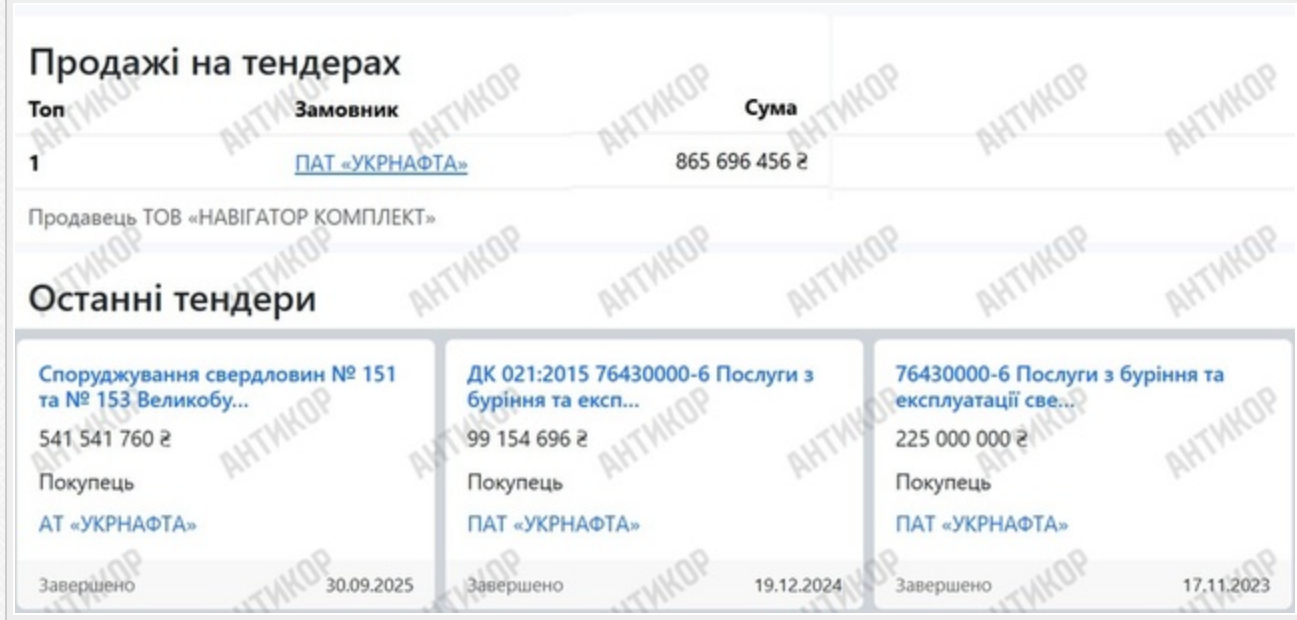 Продажі на тендерах
Топ Замовник Сума
1 ПАТ «УКРНАФТА» 865 696 456 ₴
Продавець ТОВ «НАВІГАТОР КОМПЛЕКТ»
Останні тендери
Споруджування свердловин № 151
та № 153 Великобу...
541 541 760 ₴
Покупець
АТ «УКРНАФТА»
Завершено 30.09.2025
ДК 021:2015 76430000-6 Послуги з
буріння та експ...
99 154 696 ₴
Покупець
ПАТ «УКРНАФТА»
Завершено 19.12.2024
76430000-6 Послуги з буріння та
експлуатації све...
225 000 000 ₴
Покупець
ПАТ «УКРНАФТА»
Завершено 17.11.2023
АНТИКОР